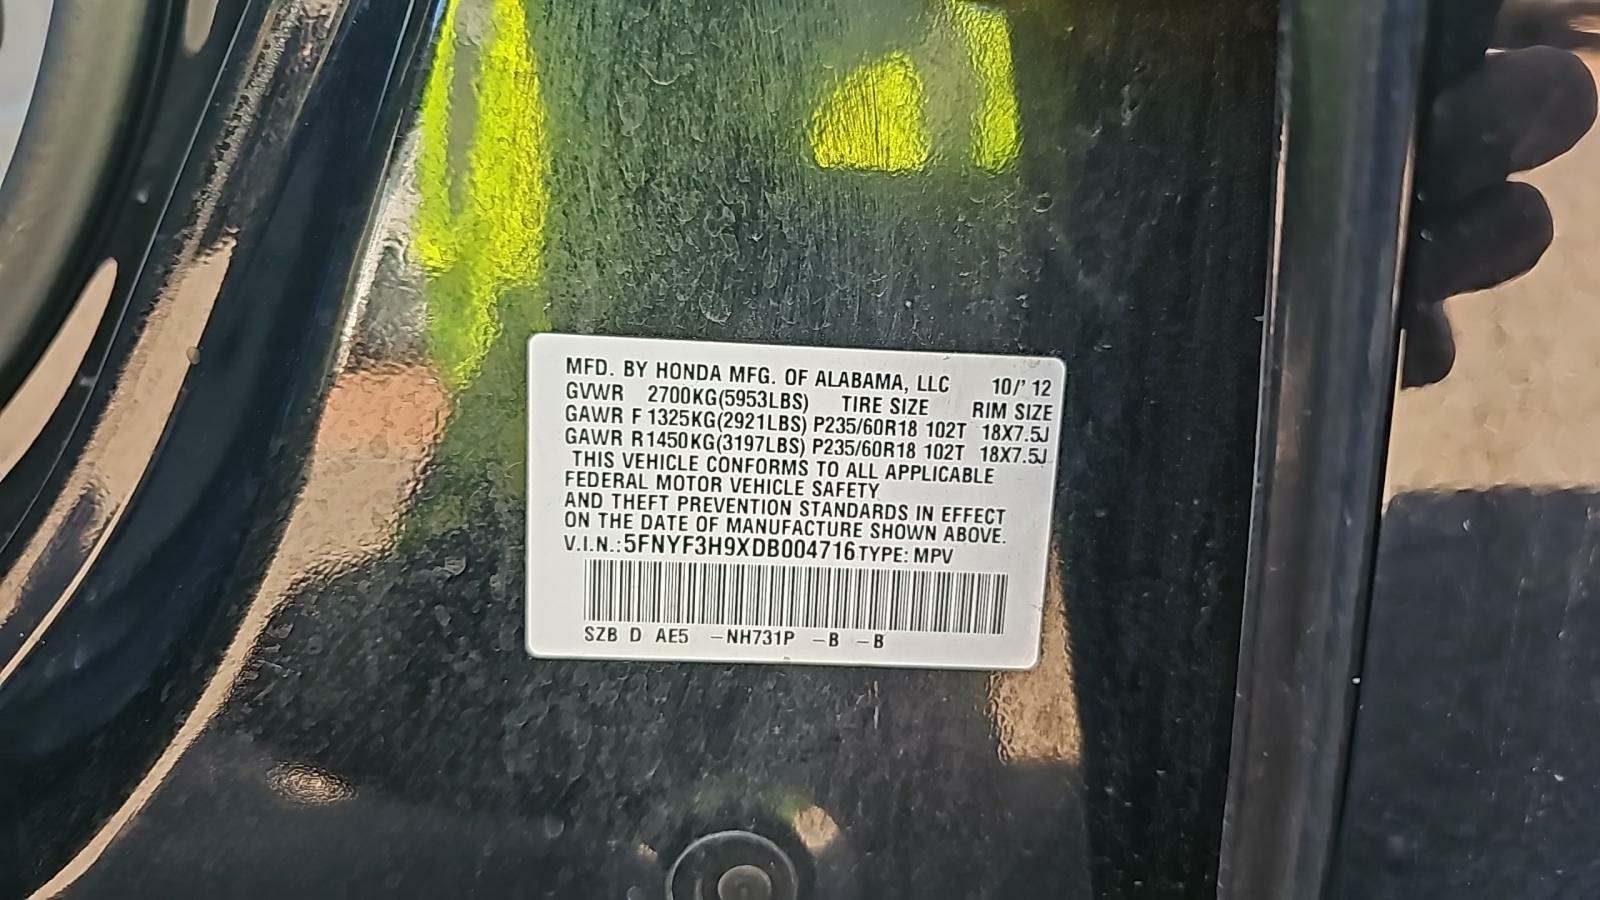 MFD. BY HONDA MFG. OF ALABAMA, LLC 10/' 12
GVWR 2700KG(5953LBS) TIRE SIZE RIM SIZE
GAWR F 1325KG(2921LBS) P235/60R18 102T 18X7.5J
GAWR R1450KG(3197LBS) P235/60R18 102T 18X7.5J
THIS VEHICLE CONFORMS TO ALL APPLICABLE
FEDERAL MOTOR VEHICLE SAFETY
AND THEFT PREVENTION STANDARDS IN EFFECT
ON THE DATE OF MANUFACTURE SHOWN ABOVE.
V.I.N.:5FNYF3H9XDB004716 TYPE: MPV
SZB D AE5 –NH731P –B –B